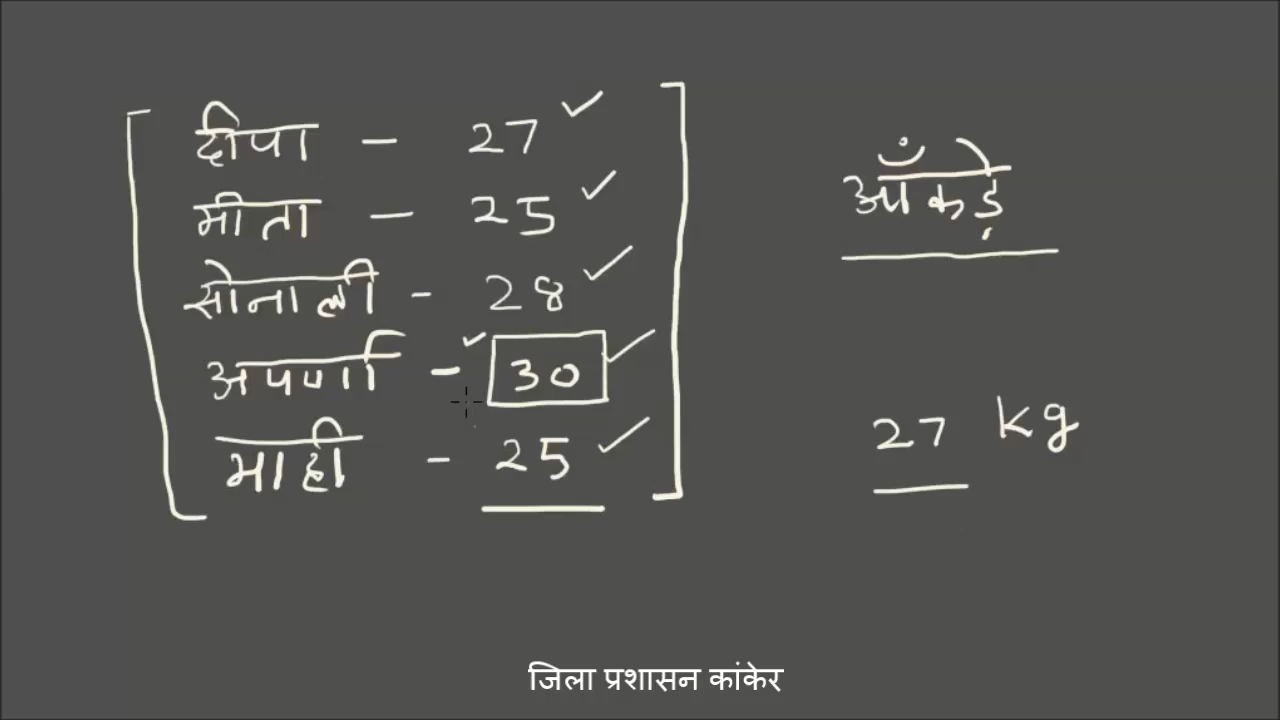 दीपा - 27 ✓
मीता - 25 ✓
सोनाली - 28 ✓
अपर्णा - ✓ 30 ✓
माही - 25 ✓
आँकड़े
27 kg
जिला प्रशासन कांकेर